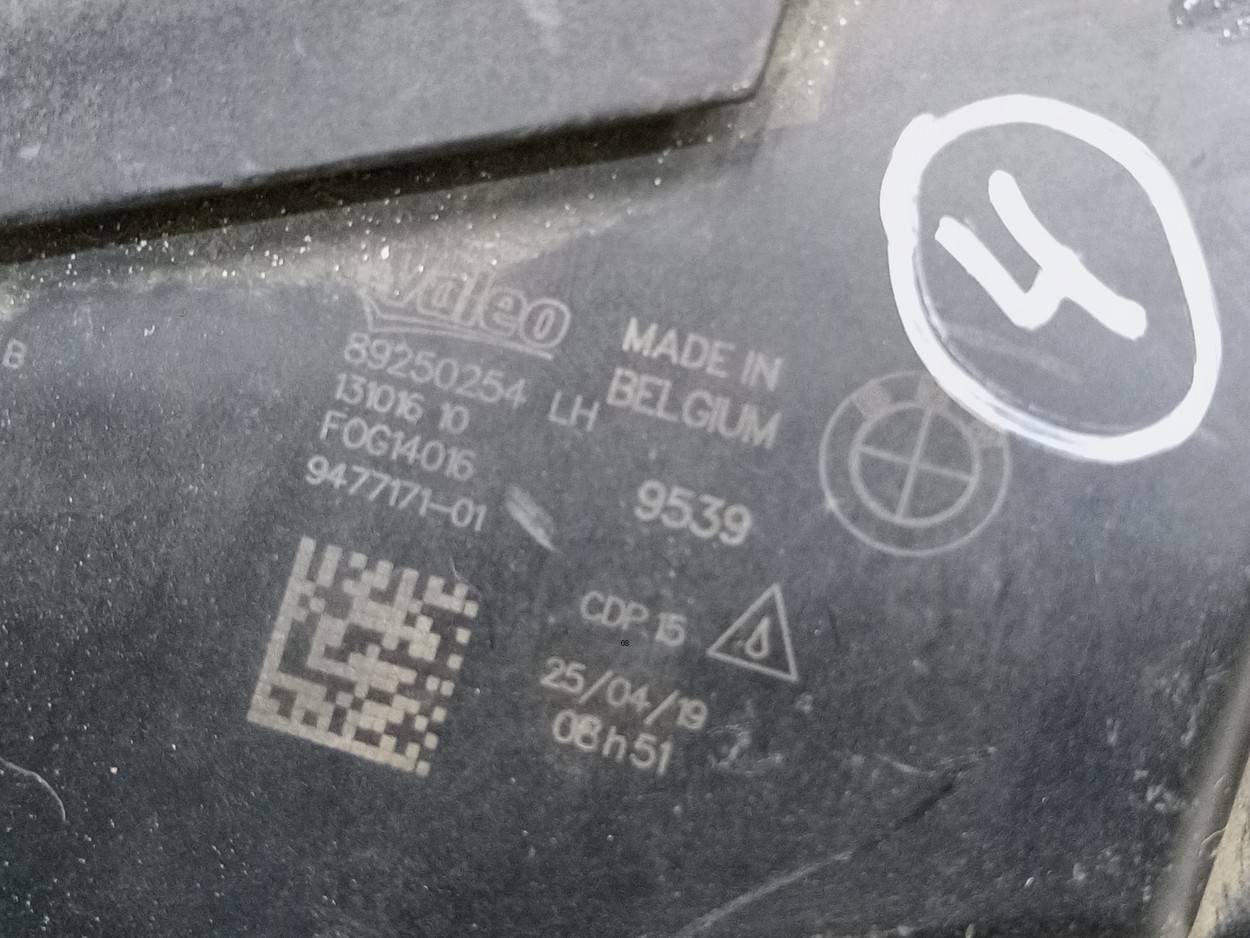 4
B
Valeo
89250254 LH
131016 10
FOG14016
9477171-01
MADE IN
BELGIUM
9539
CDP 15
08
25/04/19
08h51